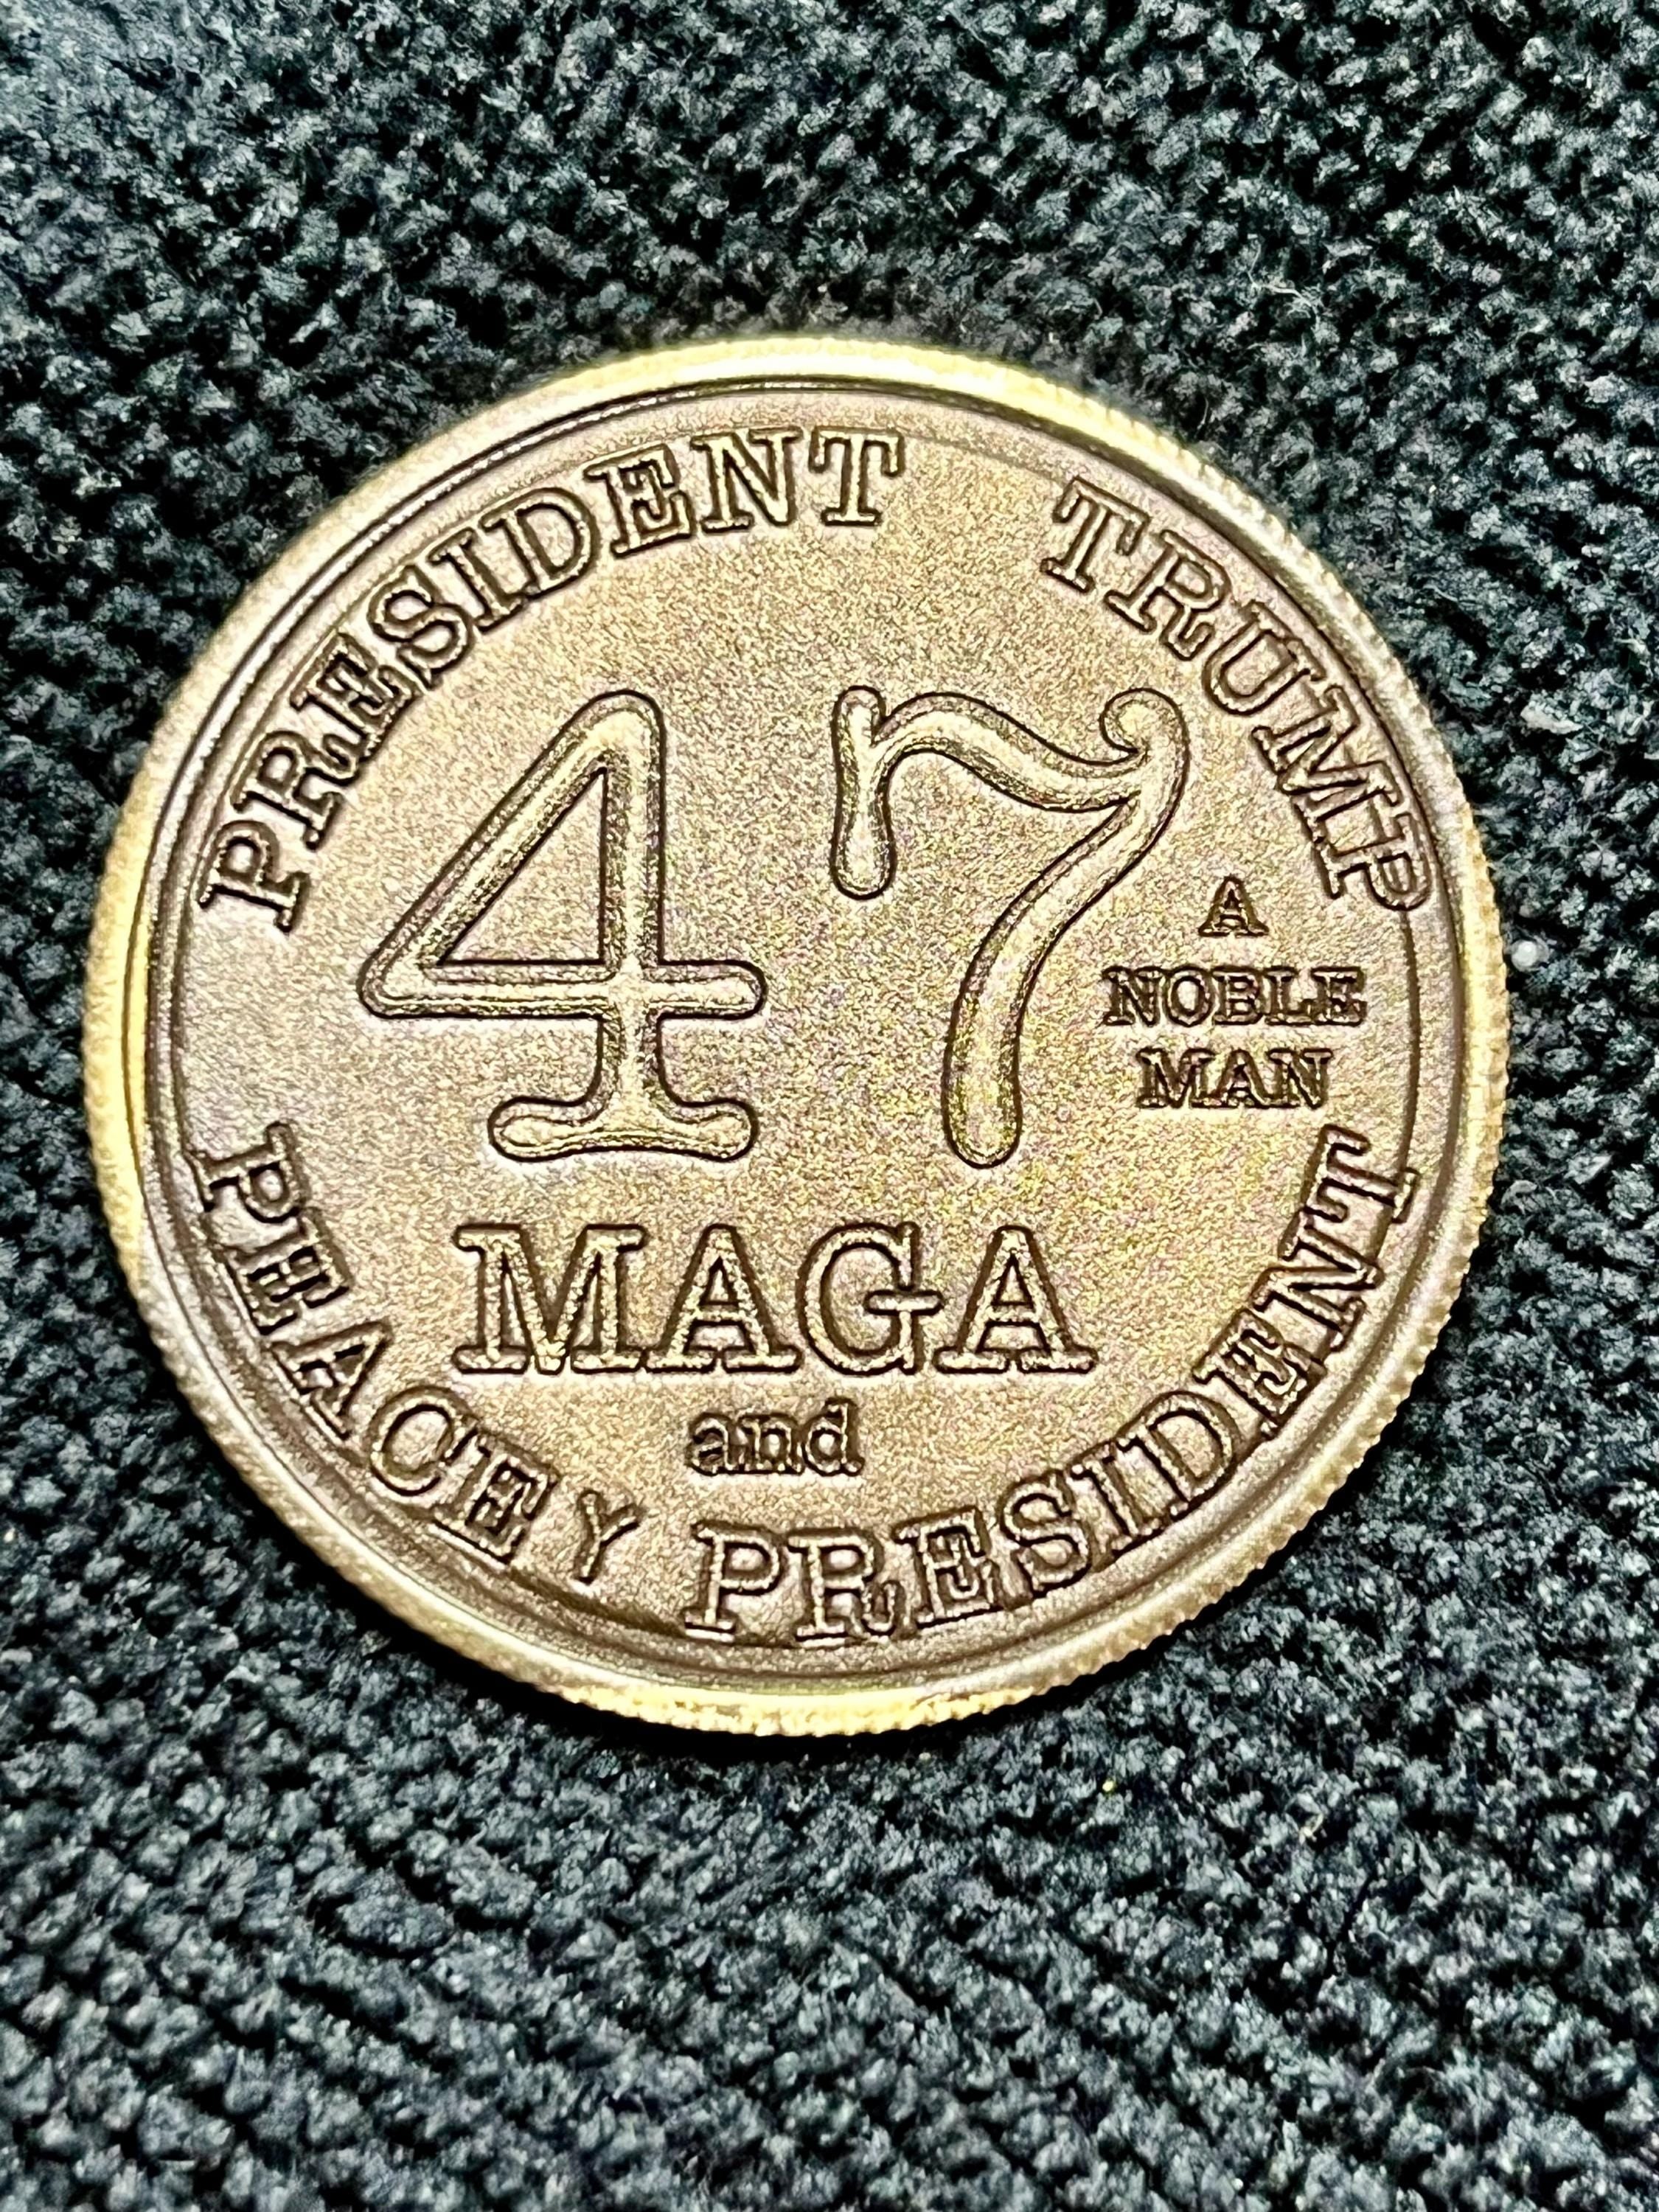 PRESIDENT TRUMP
47
A
NOBLE
MAN
MAGA
and
PEACEY PRESIDENT